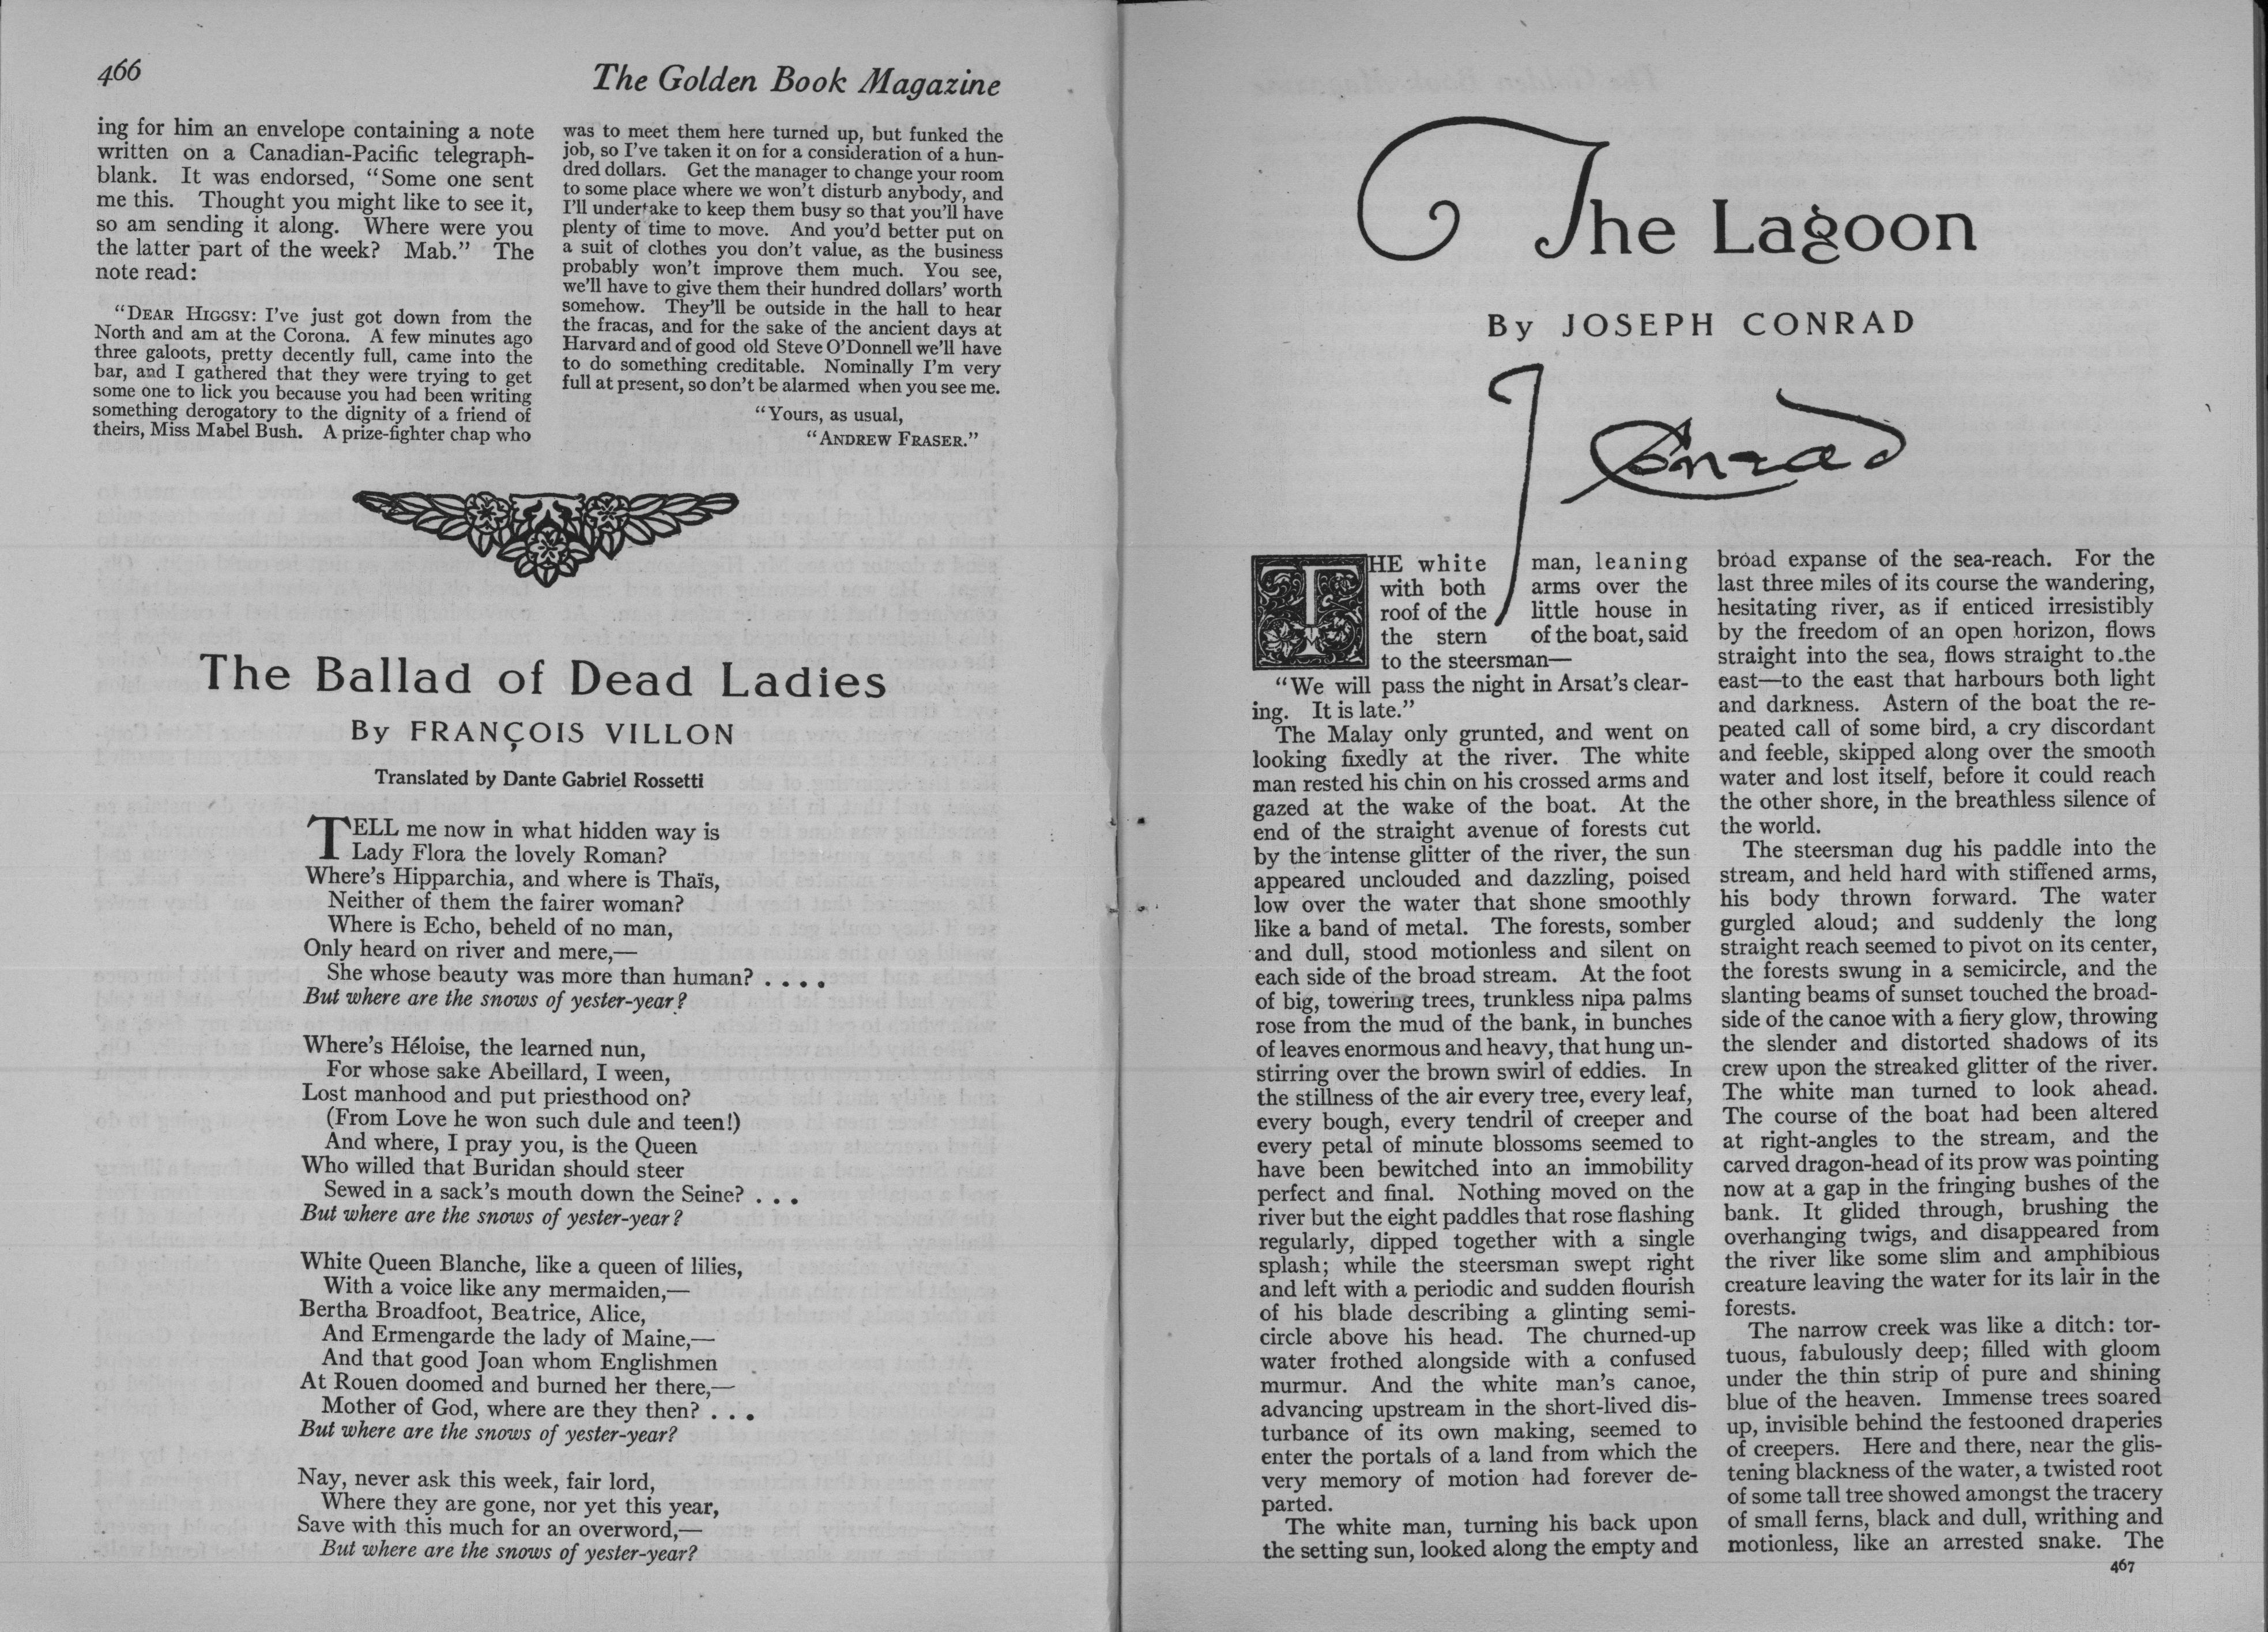 466
The Golden Book Magazine
ing for him an envelope containing a note
written on a Canadian-Pacific telegraph-
blank. It was endorsed, "Some one sent
me this. Thought you might like to see it,
so am sending it along. Where were you
the latter part of the week? Mab." The
note read:
"DEAR HIGGSY: I've just got down from the
North and am at the Corona. A few minutes ago
three galoots, pretty decently full, came into the
bar, and I gathered that they were trying to get
some one to lick you because you had been writing
something derogatory to the dignity of a friend of
theirs, Miss Mabel Bush. A prize-fighter chap who
was to meet them here turned up, but funked the
job, so I've taken it on for a consideration of a hun-
dred dollars. Get the manager to change your room
to some place where we won't disturb anybody, and
I'll undertake to keep them busy so that you'll have
plenty of time to move. And you'd better put on
a suit of clothes you don't value, as the business
probably won't improve them much. You see,
we'll have to give them their hundred dollars' worth
somehow. They'll be outside in the hall to hear
the fracas, and for the sake of the ancient days at
Harvard and of good old Steve O'Donnell we'll have
to do something creditable. Nominally I'm very
full at present, so don't be alarmed when you see me.
"Yours, as usual,
"ANDREW FRASER."
The Ballad of Dead Ladies
By FRANÇOIS VILLON
Translated by Dante Gabriel Rossetti
TELL me now in what hidden way is
Lady Flora the lovely Roman?
Where's Hipparchia, and where is Thaïs,
Neither of them the fairer woman?
Where is Echo, beheld of no man,
Only heard on river and mere,—
She whose beauty was more than human? . . . .
But where are the snows of yester-year?
Where's Héloise, the learned nun,
For whose sake Abeillard, I ween,
Lost manhood and put priesthood on?
(From Love he won such dule and teen!)
And where, I pray you, is the Queen
Who willed that Buridan should steer
Sewed in a sack's mouth down the Seine? . . .
But where are the snows of yester-year?
White Queen Blanche, like a queen of lilies,
With a voice like any mermaiden,—
Bertha Broadfoot, Beatrice, Alice,
And Ermengarde the lady of Maine,—
And that good Joan whom Englishmen
At Rouen doomed and burned her there,—
Mother of God, where are they then? . . .
But where are the snows of yester-year?
Nay, never ask this week, fair lord,
Where they are gone, nor yet this year,
Save with this much for an overword,—
But where are the snows of yester-year?
The Lagoon
By JOSEPH CONRAD
J Conrad
THE white man, leaning
with both arms over the
roof of the little house in
the stern of the boat, said
to the steersman—
"We will pass the night in Arsat's clear-
ing. It is late."
The Malay only grunted, and went on
looking fixedly at the river. The white
man rested his chin on his crossed arms and
gazed at the wake of the boat. At the
end of the straight avenue of forests cut
by the intense glitter of the river, the sun
appeared unclouded and dazzling, poised
low over the water that shone smoothly
like a band of metal. The forests, somber
and dull, stood motionless and silent on
each side of the broad stream. At the foot
of big, towering trees, trunkless nipa palms
rose from the mud of the bank, in bunches
of leaves enormous and heavy, that hung un-
stirring over the brown swirl of eddies. In
the stillness of the air every tree, every leaf,
every bough, every tendril of creeper and
every petal of minute blossoms seemed to
have been bewitched into an immobility
perfect and final. Nothing moved on the
river but the eight paddles that rose flashing
regularly, dipped together with a single
splash; while the steersman swept right
and left with a periodic and sudden flourish
of his blade describing a glinting semi-
circle above his head. The churned-up
water frothed alongside with a confused
murmur. And the white man's canoe,
advancing upstream in the short-lived dis-
turbance of its own making, seemed to
enter the portals of a land from which the
very memory of motion had forever de-
parted.
The white man, turning his back upon
the setting sun, looked along the empty and
broad expanse of the sea-reach. For the
last three miles of its course the wandering,
hesitating river, as if enticed irresistibly
by the freedom of an open horizon, flows
straight into the sea, flows straight to the
east—to the east that harbours both light
and darkness. Astern of the boat the re-
peated call of some bird, a cry discordant
and feeble, skipped along over the smooth
water and lost itself, before it could reach
the other shore, in the breathless silence of
the world.
The steersman dug his paddle into the
stream, and held hard with stiffened arms,
his body thrown forward. The water
gurgled aloud; and suddenly the long
straight reach seemed to pivot on its center,
the forests swung in a semicircle, and the
slanting beams of sunset touched the broad-
side of the canoe with a fiery glow, throwing
the slender and distorted shadows of its
crew upon the streaked glitter of the river.
The white man turned to look ahead.
The course of the boat had been altered
at right-angles to the stream, and the
carved dragon-head of its prow was pointing
now at a gap in the fringing bushes of the
bank. It glided through, brushing the
overhanging twigs, and disappeared from
the river like some slim and amphibious
creature leaving the water for its lair in the
forests.
The narrow creek was like a ditch: tor-
tuous, fabulously deep; filled with gloom
under the thin strip of pure and shining
blue of the heaven. Immense trees soared
up, invisible behind the festooned draperies
of creepers. Here and there, near the glis-
tening blackness of the water, a twisted root
of some tall tree showed amongst the tracery
of small ferns, black and dull, writhing and
motionless, like an arrested snake. The
467